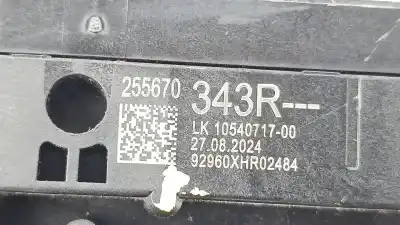 255670 343R---
LK 10540717-00
27.08.2024
92960XHR02484